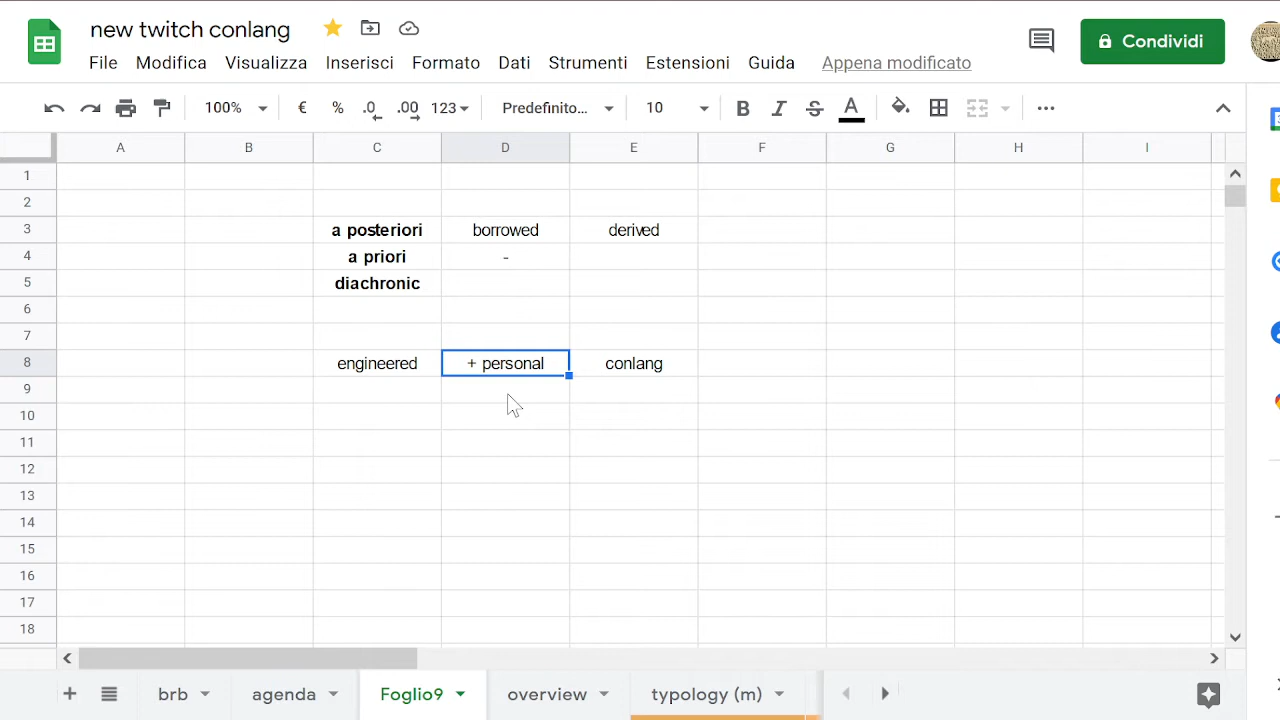 new twitch conlang
File Modifica Visualizza Inserisci Formato Dati Strumenti Estensioni Guida Appena modificato
Condividi
100% € % .0 .00 123 Predefinito... 10 B I S A
A B C D E F G H I
1
2
3 a posteriori borrowed derived
4 a priori -
5 diachronic
6
7
8 engineered + personal conlang
9
10
11
12
13
14
15
16
17
18
brb agenda Foglio9 overview typology (m)